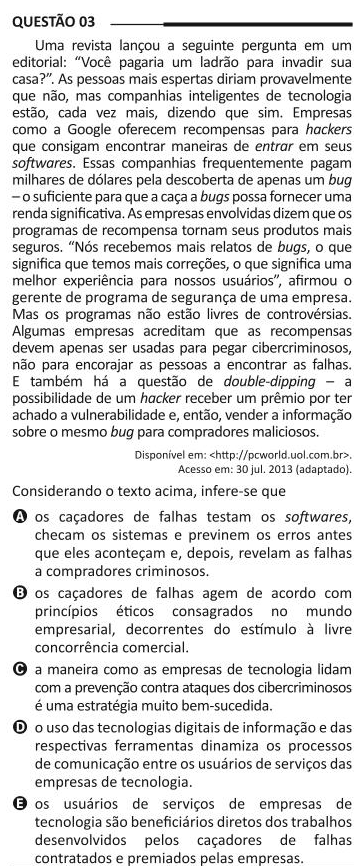 QUESTÃO 03
Uma revista lançou a seguinte pergunta em um
editorial: “Você pagaria um ladrão para invadir sua
casa?”. As pessoas mais espertas diriam provavelmente
que não, mas companhias inteligentes de tecnologia
estão, cada vez mais, dizendo que sim. Empresas
como a Google oferecem recompensas para hackers
que consigam encontrar maneiras de entrar em seus
softwares. Essas companhias frequentemente pagam
milhares de dólares pela descoberta de apenas um bug
– o suficiente para que a caça a bugs possa fornecer uma
renda significativa. As empresas envolvidas dizem que os
programas de recompensa tornam seus produtos mais
seguros. “Nós recebemos mais relatos de bugs, o que
significa que temos mais correções, o que significa uma
melhor experiência para nossos usuários”, afirmou o
gerente de programa de segurança de uma empresa.
Mas os programas não estão livres de controvérsias.
Algumas empresas acreditam que as recompensas
devem apenas ser usadas para pegar cibercriminosos,
não para encorajar as pessoas a encontrar as falhas.
E também há a questão de double-dipping – a
possibilidade de um hacker receber um prêmio por ter
achado a vulnerabilidade e, então, vender a informação
sobre o mesmo bug para compradores maliciosos.
Disponível em: <http://pcworld.uol.com.br>.
Acesso em: 30 jul. 2013 (adaptado).
Considerando o texto acima, infere-se que
A os caçadores de falhas testam os softwares,
checam os sistemas e previnem os erros antes
que eles aconteçam e, depois, revelam as falhas
a compradores criminosos.
B os caçadores de falhas agem de acordo com
princípios éticos consagrados no mundo
empresarial, decorrentes do estímulo à livre
concorrência comercial.
C a maneira como as empresas de tecnologia lidam
com a prevenção contra ataques dos cibercriminosos
é uma estratégia muito bem-sucedida.
D o uso das tecnologias digitais de informação e das
respectivas ferramentas dinamiza os processos
de comunicação entre os usuários de serviços das
empresas de tecnologia.
E os usuários de serviços de empresas de
tecnologia são beneficiários diretos dos trabalhos
desenvolvidos pelos caçadores de falhas
contratados e premiados pelas empresas.